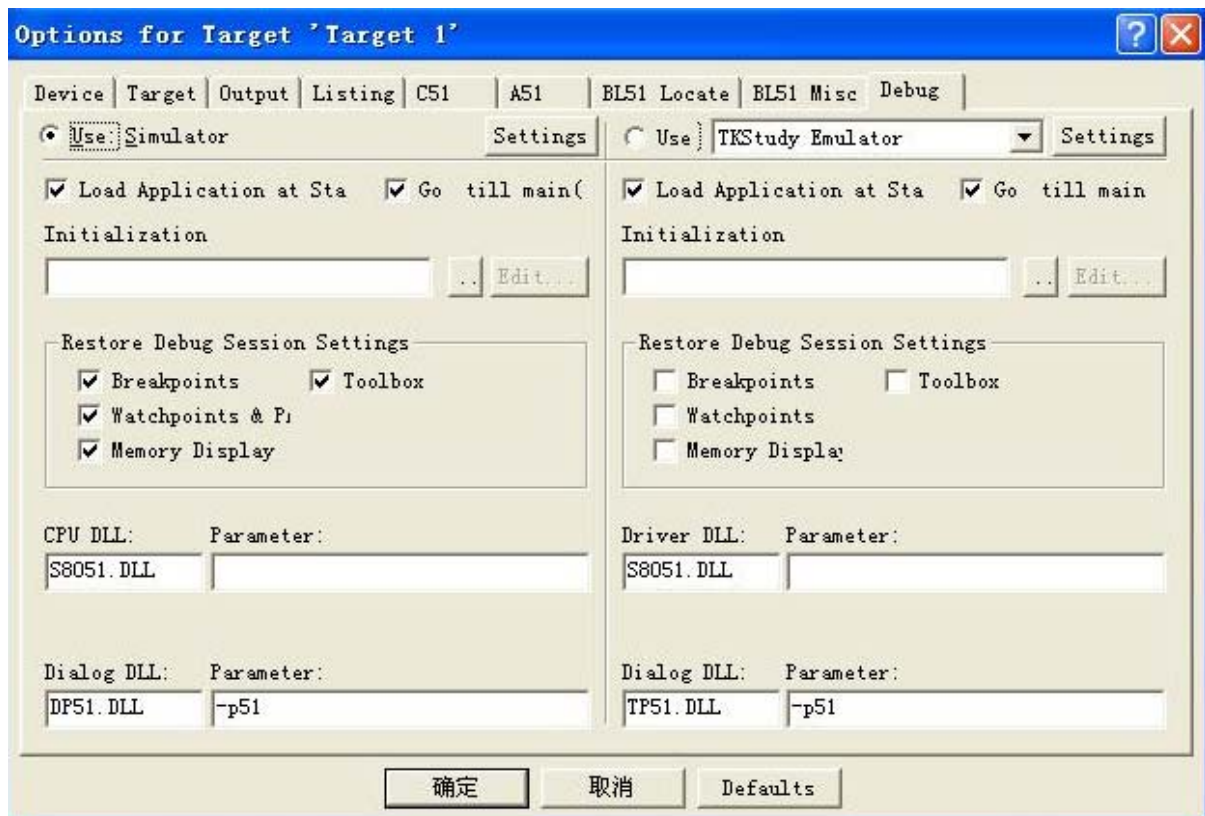 Options for Target 'Target 1'
Device Target Output Listing C51 A51 BL51 Locate BL51 Misc Debug
Use: Simulator Settings Use TKStudy Emulator Settings
Load Application at Sta Go till main( Load Application at Sta Go till main
Initialization Initialization
.. Edit... .. Edit...
Restore Debug Session Settings Restore Debug Session Settings
Breakpoints Toolbox Breakpoints Toolbox
Watchpoints & Watchpoints
Memory Display Memory Display
CPU DLL: Parameter: Driver DLL: Parameter:
S8051.DLL S8051.DLL
Dialog DLL: Parameter: Dialog DLL: Parameter:
DP51.DLL -p51 TP51.DLL -p51
确定 取消 Defaults